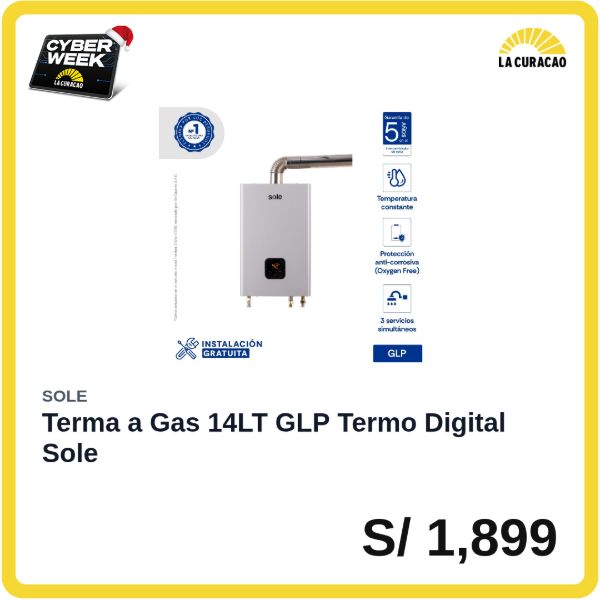 CYBER
WEEK
LA CURACAO
LA CURACAO
Nº1
Garantía de
5 AÑOS
Temperatura
constante
Protección
anti-corrosiva
(Oxygen Free)
3 servicios
simultáneos
GLP
sole
INSTALACIÓN
GRATUITA
SOLE
Terma a Gas 14LT GLP Termo Digital
Sole
S/ 1,899